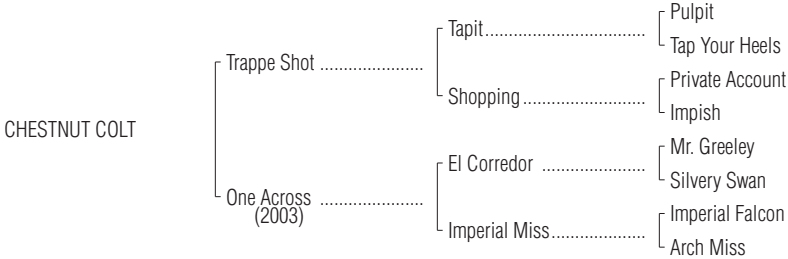 Pulpit
Tapit
Tap Your Heels
Trappe Shot
Private Account
Shopping
Impish
CHESTNUT COLT
Mr. Greeley
El Corredor
Silvery Swan
One Across
(2003)
Imperial Falcon
Imperial Miss
Arch Miss